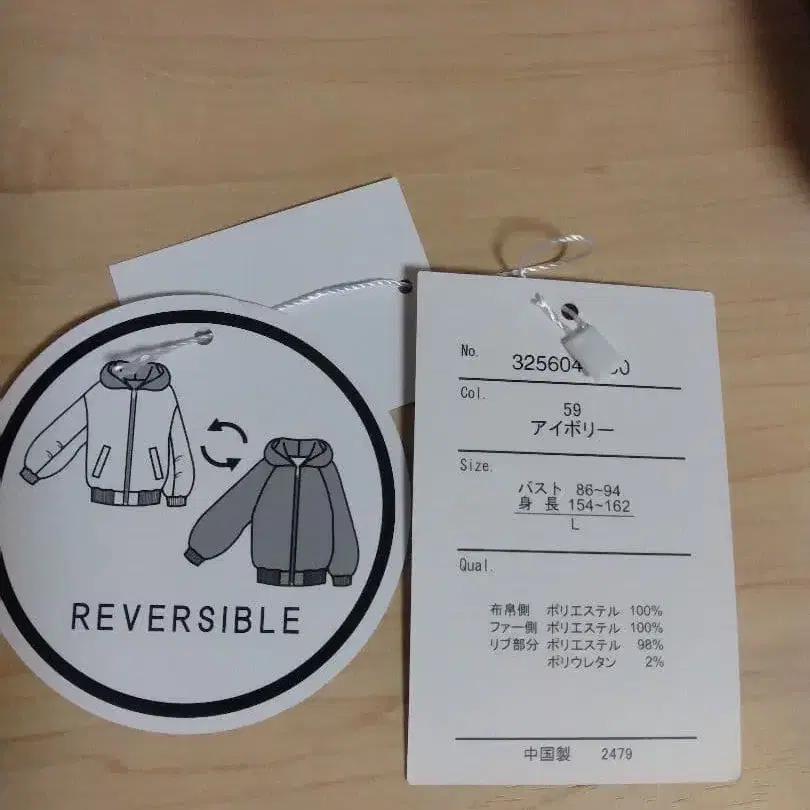 REVERSIBLE
No.
Col.
59
アイボリー
Size.
バスト 86~94
身 長 154~162
L
Qual.
布帛側 ポリエステル 100%
ファー側 ポリエステル 100%
リブ部分 ポリエステル 98%
ポリウレタン 2%
中国製 2479